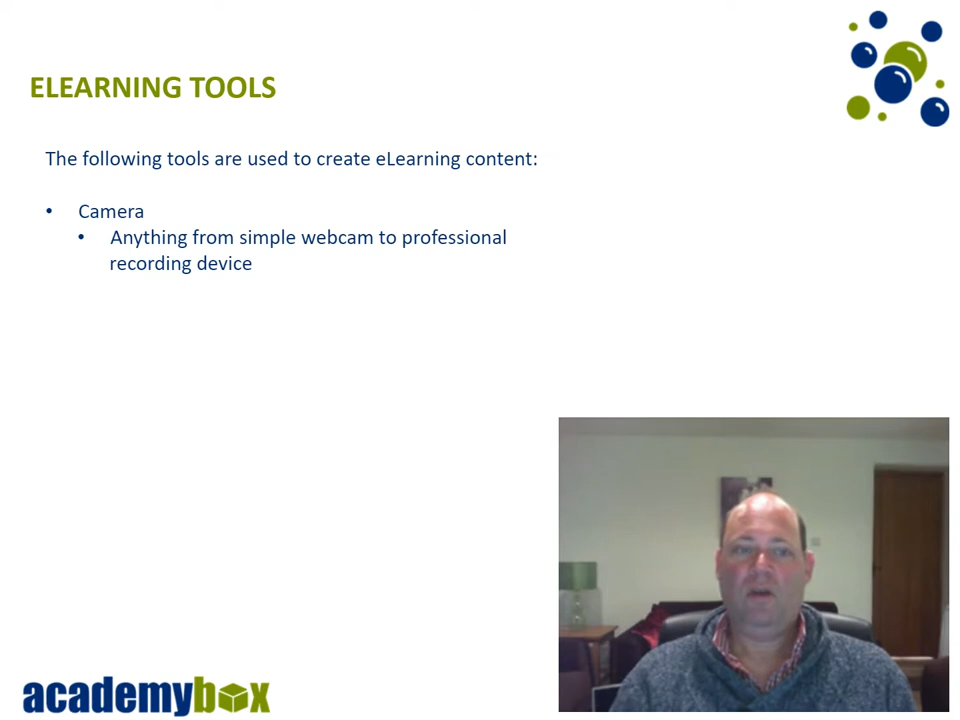 ELEARNING TOOLS
The following tools are used to create eLearning content:
• Camera
• Anything from simple webcam to professional
recording device
academybox